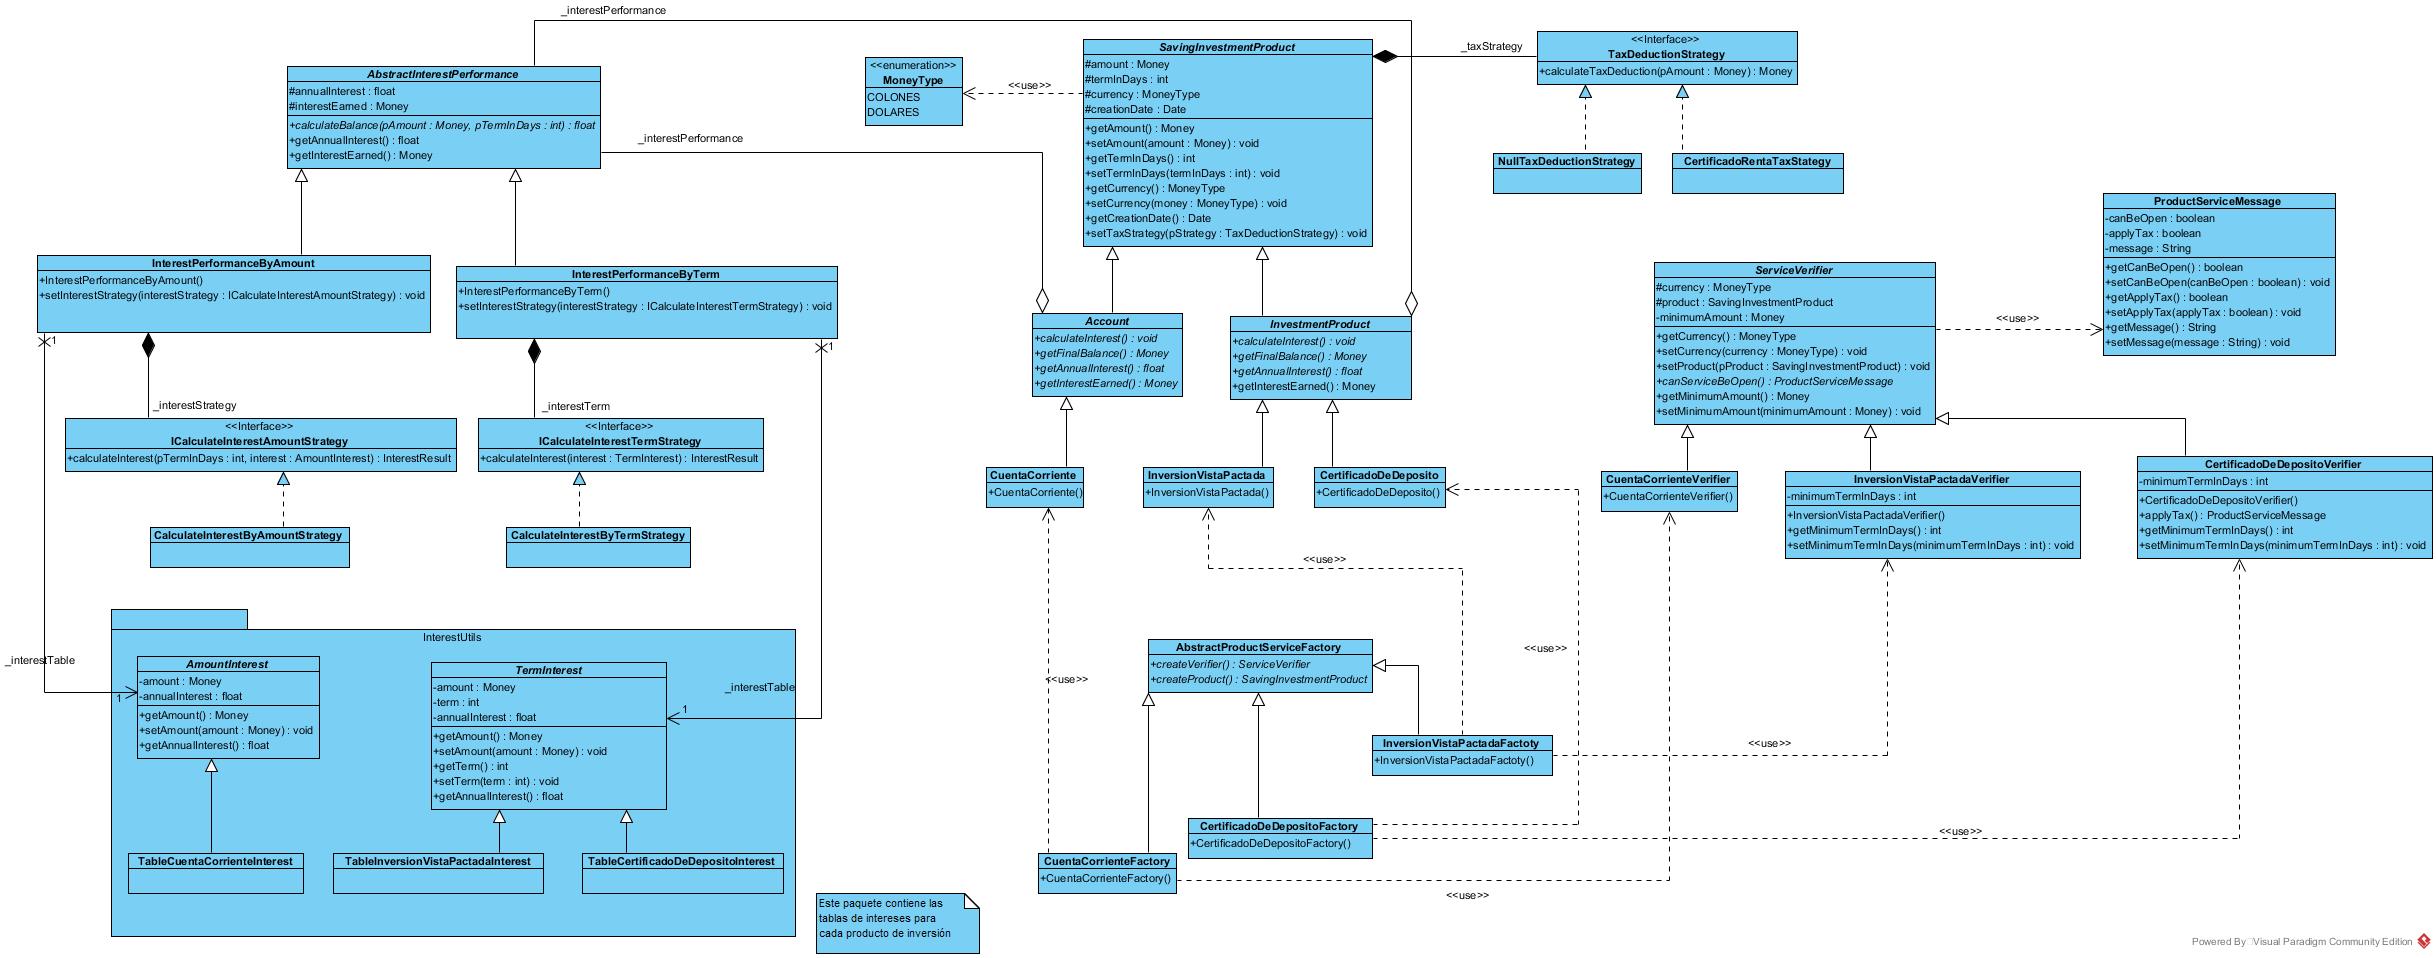 _interestPerformance
AbstractInterestPerformance
#annualInterest : float
#interestEarned : Money
+calculateBalance(pAmount : Money, pTermInDays : int) : float
+getAnnualInterest() : float
+getInterestEarned() : Money
_interestPerformance
<<enumeration>>
MoneyType
COLONES
DOLARES
<<use>>
SavingInvestmentProduct
#amount : Money
#termInDays : int
#currency : MoneyType
#creationDate : Date
+getAmount() : Money
+setAmount(amount : Money) : void
+getTermInDays() : int
+setTermInDays(termInDays : int) : void
+getCurrency() : MoneyType
+setCurrency(money : MoneyType) : void
+getCreationDate() : Date
+setTaxStrategy(pStrategy : TaxDeductionStrategy) : void
_taxStrategy
<<Interface>>
TaxDeductionStrategy
+calculateTaxDeduction(pAmount : Money) : Money
NullTaxDeductionStrategy
CertificadoRentaTaxStategy
ProductServiceMessage
-canBeOpen : boolean
-applyTax : boolean
-message : String
+getCanBeOpen() : boolean
+setCanBeOpen(canBeOpen : boolean) : void
+getApplyTax() : boolean
+setApplyTax(applyTax : boolean) : void
+getMessage() : String
+setMessage(message : String) : void
InterestPerformanceByAmount
+InterestPerformanceByAmount()
+setInterestStrategy(interestStrategy : ICalculateInterestAmountStrategy) : void
1
InterestPerformanceByTerm
+InterestPerformanceByTerm()
+setInterestStrategy(interestStrategy : ICalculateInterestTermStrategy) : void
1
ServiceVerifier
#currency : MoneyType
#product : SavingInvestmentProduct
-minimumAmount : Money
+getCurrency() : MoneyType
+setCurrency(currency : MoneyType) : void
+setProduct(pProduct : SavingInvestmentProduct) : void
+canServiceBeOpen() : ProductServiceMessage
+getMinimumAmount() : Money
+setMinimumAmount(minimumAmount : Money) : void
<<use>>
Account
+calculateInterest() : void
+getFinalBalance() : Money
+getAnnualInterest() : float
+getInterestEarned() : Money
InvestmentProduct
+calculateInterest() : void
+getFinalBalance() : Money
+getAnnualInterest() : float
+getInterestEarned() : Money
_interestStrategy
_interestTerm
<<Interface>>
ICalculateInterestAmountStrategy
+calculateInterest(pTermInDays : int, interest : AmountInterest) : InterestResult
<<Interface>>
ICalculateInterestTermStrategy
+calculateInterest(interest : TermInterest) : InterestResult
CalculateInterestByAmountStrategy
CalculateInterestByTermStrategy
CuentaCorriente
+CuentaCorriente()
InversionVistaPactada
+InversionVistaPactada()
CertificadoDeDeposito
+CertificadoDeDeposito()
CuentaCorrienteVerifier
+CuentaCorrienteVerifier()
InversionVistaPactadaVerifier
-minimumTermInDays : int
+InversionVistaPactadaVerifier()
+getMinimumTermInDays() : int
+setMinimumTermInDays(minimumTermInDays : int) : void
CertificadoDeDepositoVerifier
-minimumTermInDays : int
+CertificadoDeDepositoVerifier()
+applyTax() : ProductServiceMessage
+getMinimumTermInDays() : int
+setMinimumTermInDays(minimumTermInDays : int) : void
<<use>>
<<use>>
<<use>>
InterestUtils
_interestTable
1
AmountInterest
-amount : Money
-annualInterest : float
+getAmount() : Money
+setAmount(amount : Money) : void
+getAnnualInterest() : float
TermInterest
-amount : Money
-term : int
-annualInterest : float
+getAmount() : Money
+setAmount(amount : Money) : void
+getTerm() : int
+setTerm(term : int) : void
+getAnnualInterest() : float
_interestTable
1
AbstractProductServiceFactory
+createVerifier() : ServiceVerifier
+createProduct() : SavingInvestmentProduct
InversionVistaPactadaFactoty
+InversionVistaPactadaFactoty()
<<use>>
CertificadoDeDepositoFactory
+CertificadoDeDepositoFactory()
<<use>>
CuentaCorrienteFactory
+CuentaCorrienteFactory()
<<use>>
TableCuentaCorrienteInterest
TableInversionVistaPactadaInterest
TableCertificadoDeDepositoInterest
Este paquete contiene las
tablas de intereses para
cada producto de inversión
Powered By Visual Paradigm Community Edition